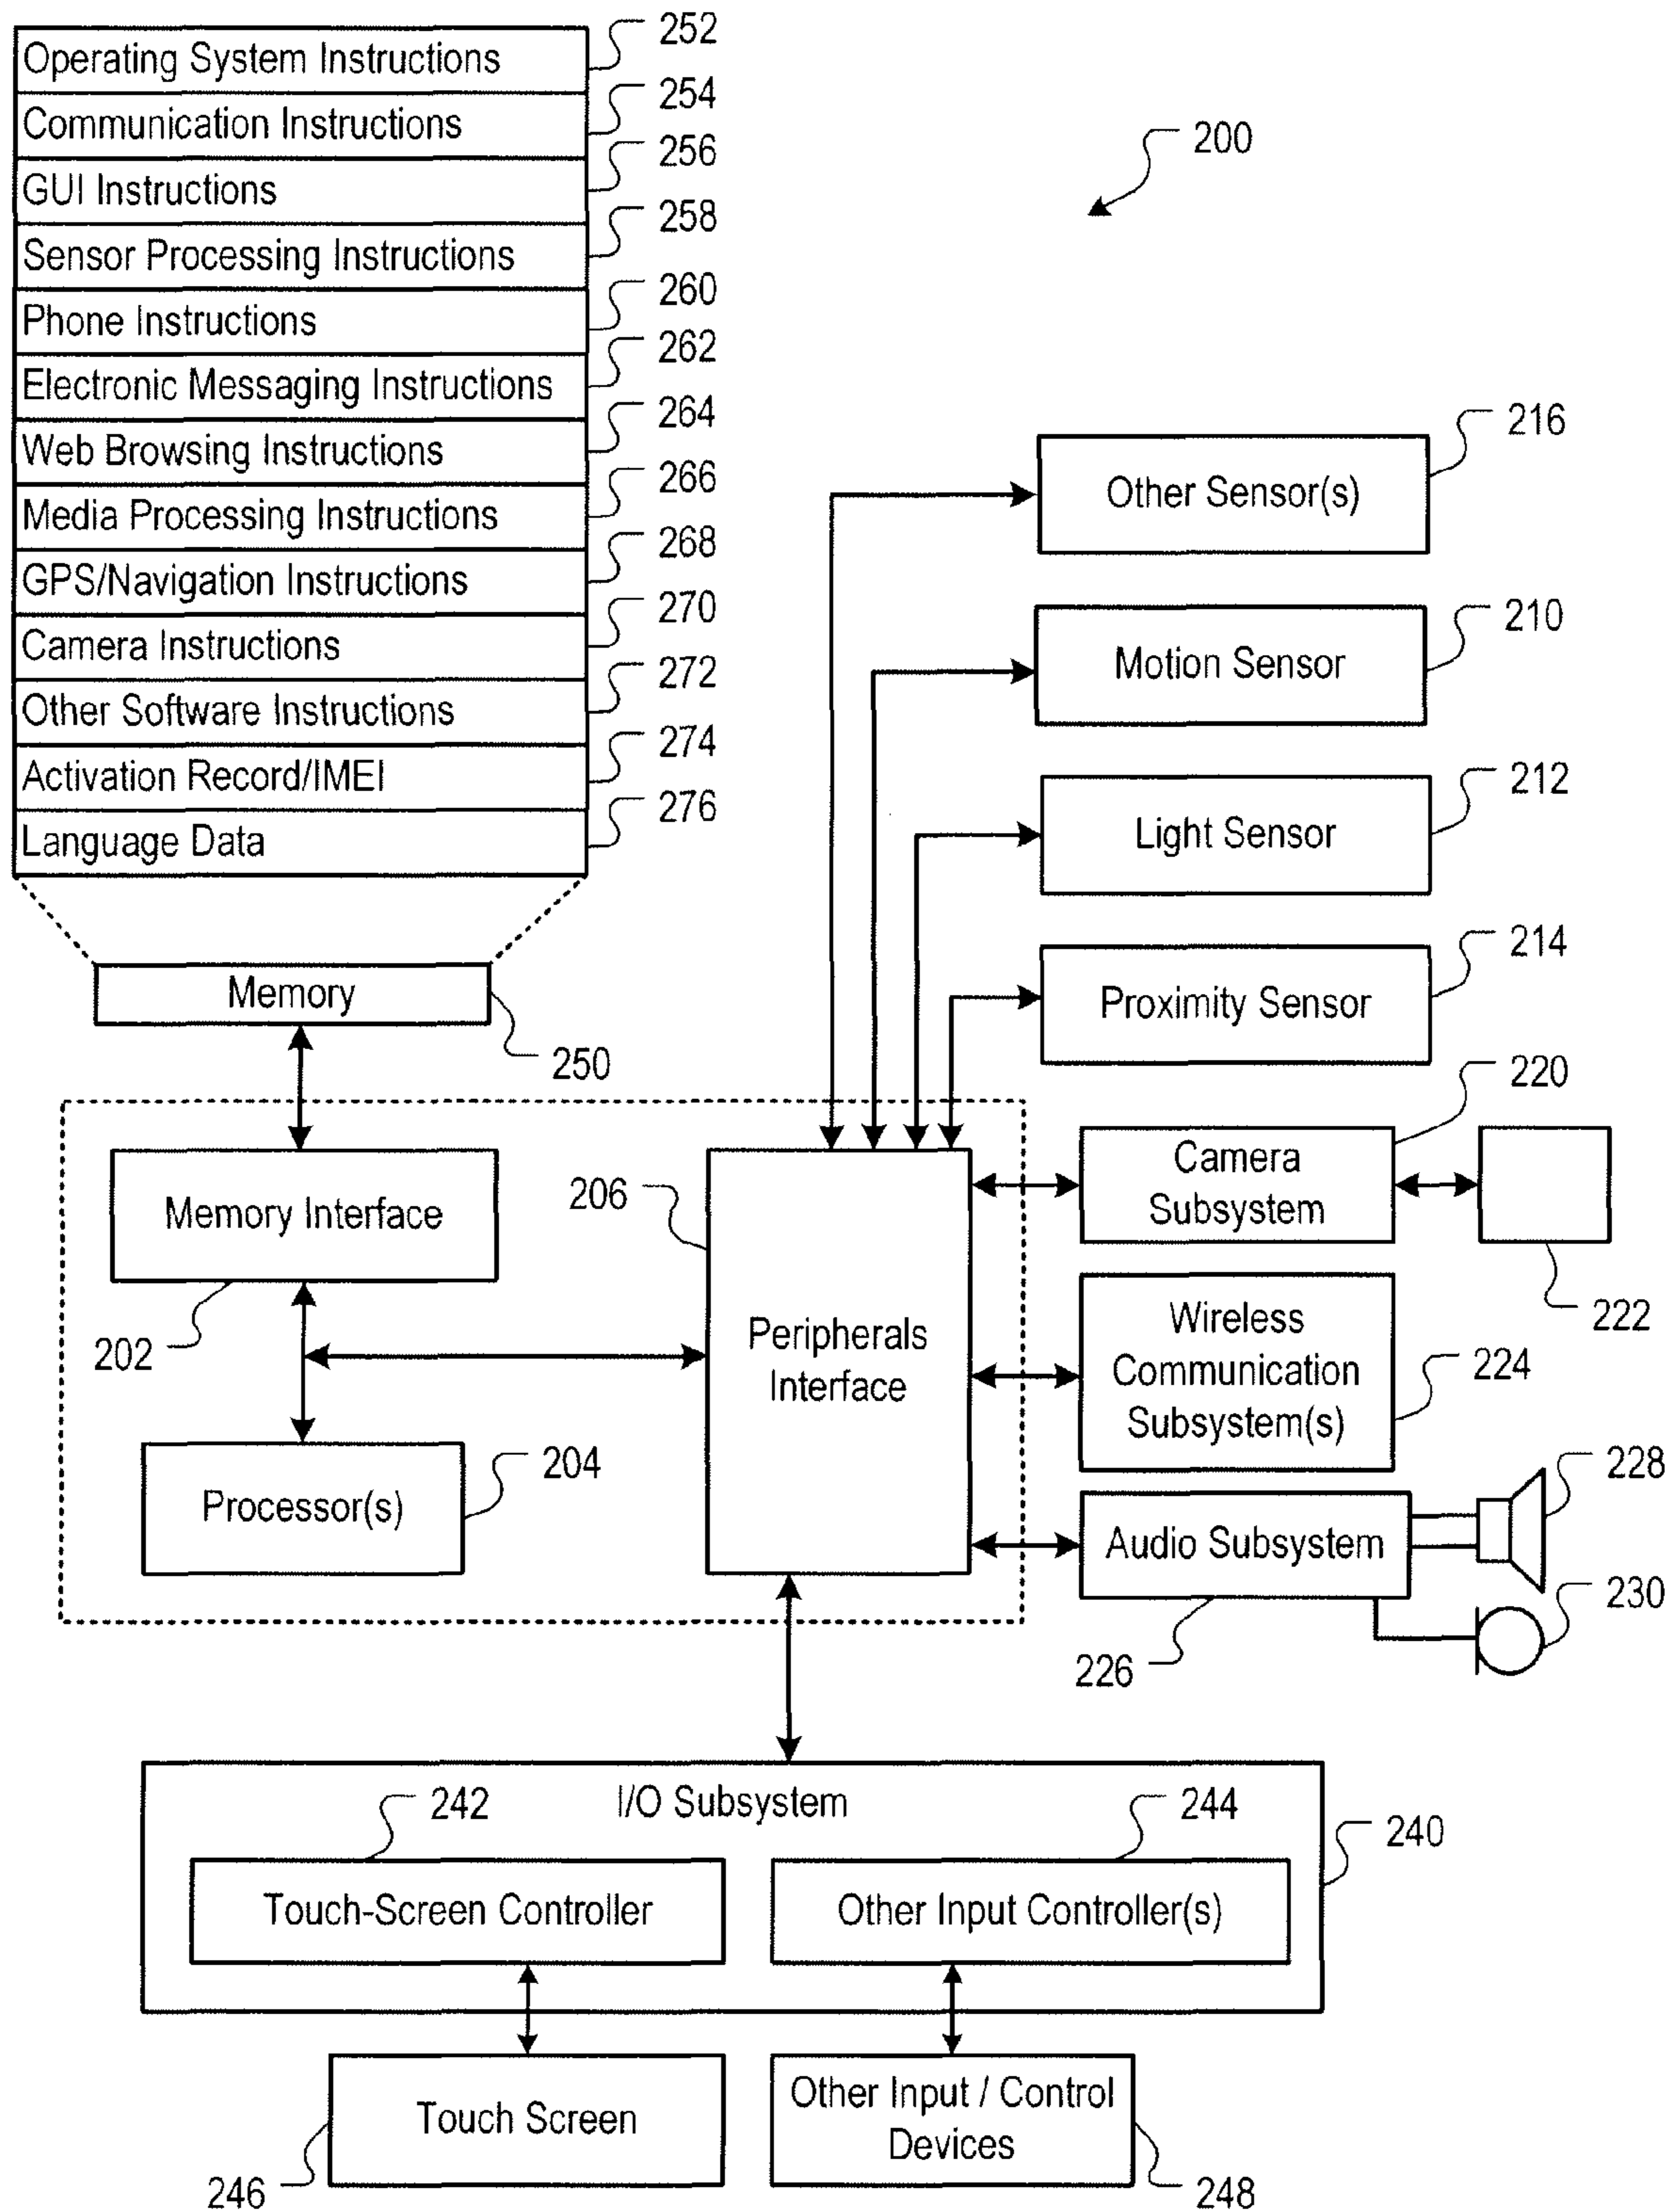 Operating System Instructions
252
Communication Instructions
254
GUI Instructions
256
Sensor Processing Instructions
258
Phone Instructions
260
Electronic Messaging Instructions
262
Web Browsing Instructions
264
Media Processing Instructions
266
GPS/Navigation Instructions
268
Camera Instructions
270
Other Software Instructions
272
Activation Record/IMEI
274
Language Data
276
200
Memory
250
Other Sensor(s)
216
Motion Sensor
210
Light Sensor
212
Proximity Sensor
214
Memory Interface
202
Processor(s)
204
206
Peripherals
Interface
Camera
Subsystem
220
222
Wireless
Communication
Subsystem(s)
224
Audio Subsystem
226
228
230
I/O Subsystem
240
242
Touch-Screen Controller
244
Other Input Controller(s)
Touch Screen
246
Other Input / Control
Devices
248